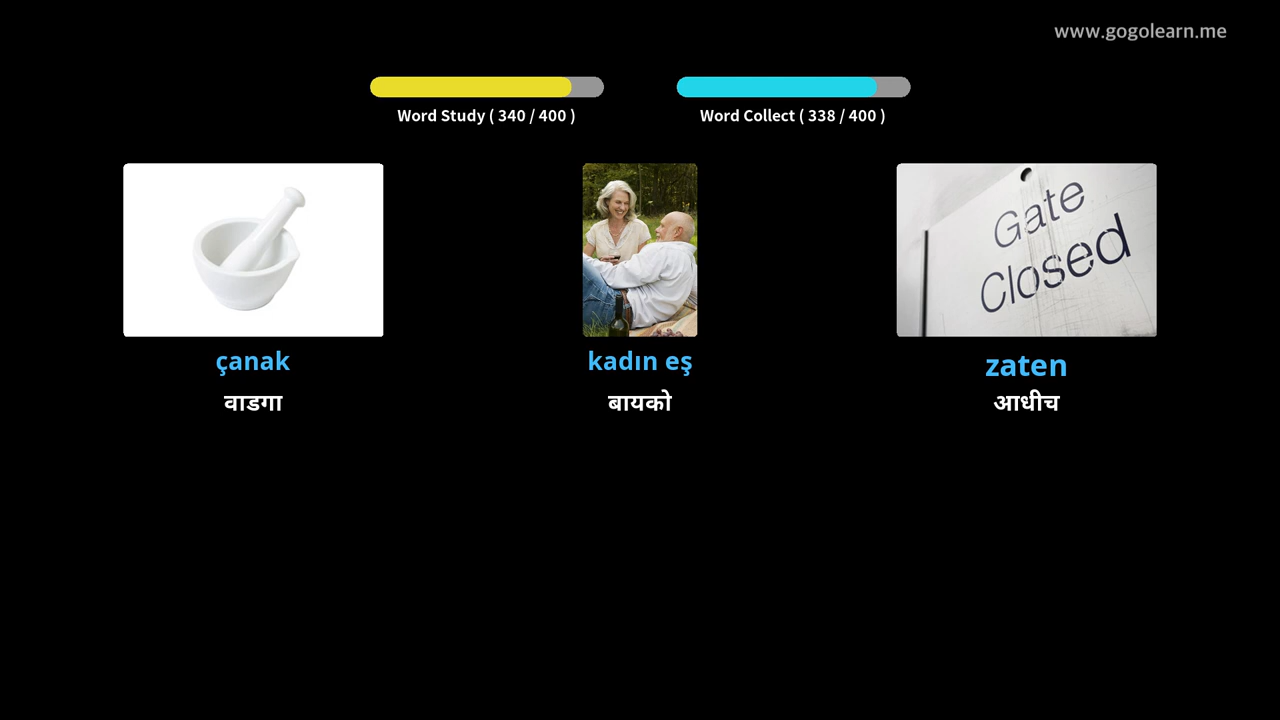 www.gogolearn.me
Word Study ( 340 / 400 )
Word Collect ( 338 / 400 )
Gate
Closed
çanak
kadın eş
zaten
वाडगा
बायको
आधीच